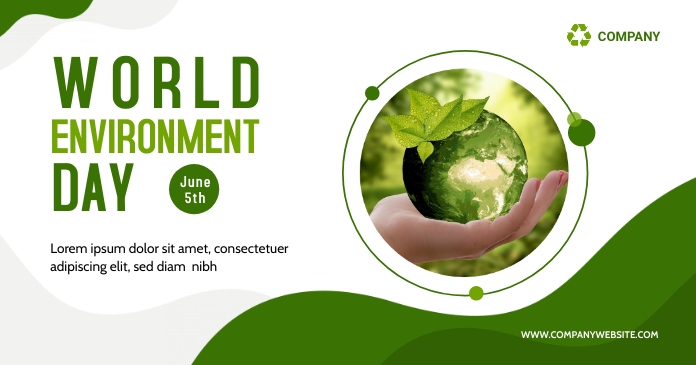 COMPANY
WORLD
ENVIRONMENT
DAY
June
5th
Lorem ipsum dolor sit amet, consectetuer
adipiscing elit, sed diam nibh
WWW.COMPANYWEBSITE.COM